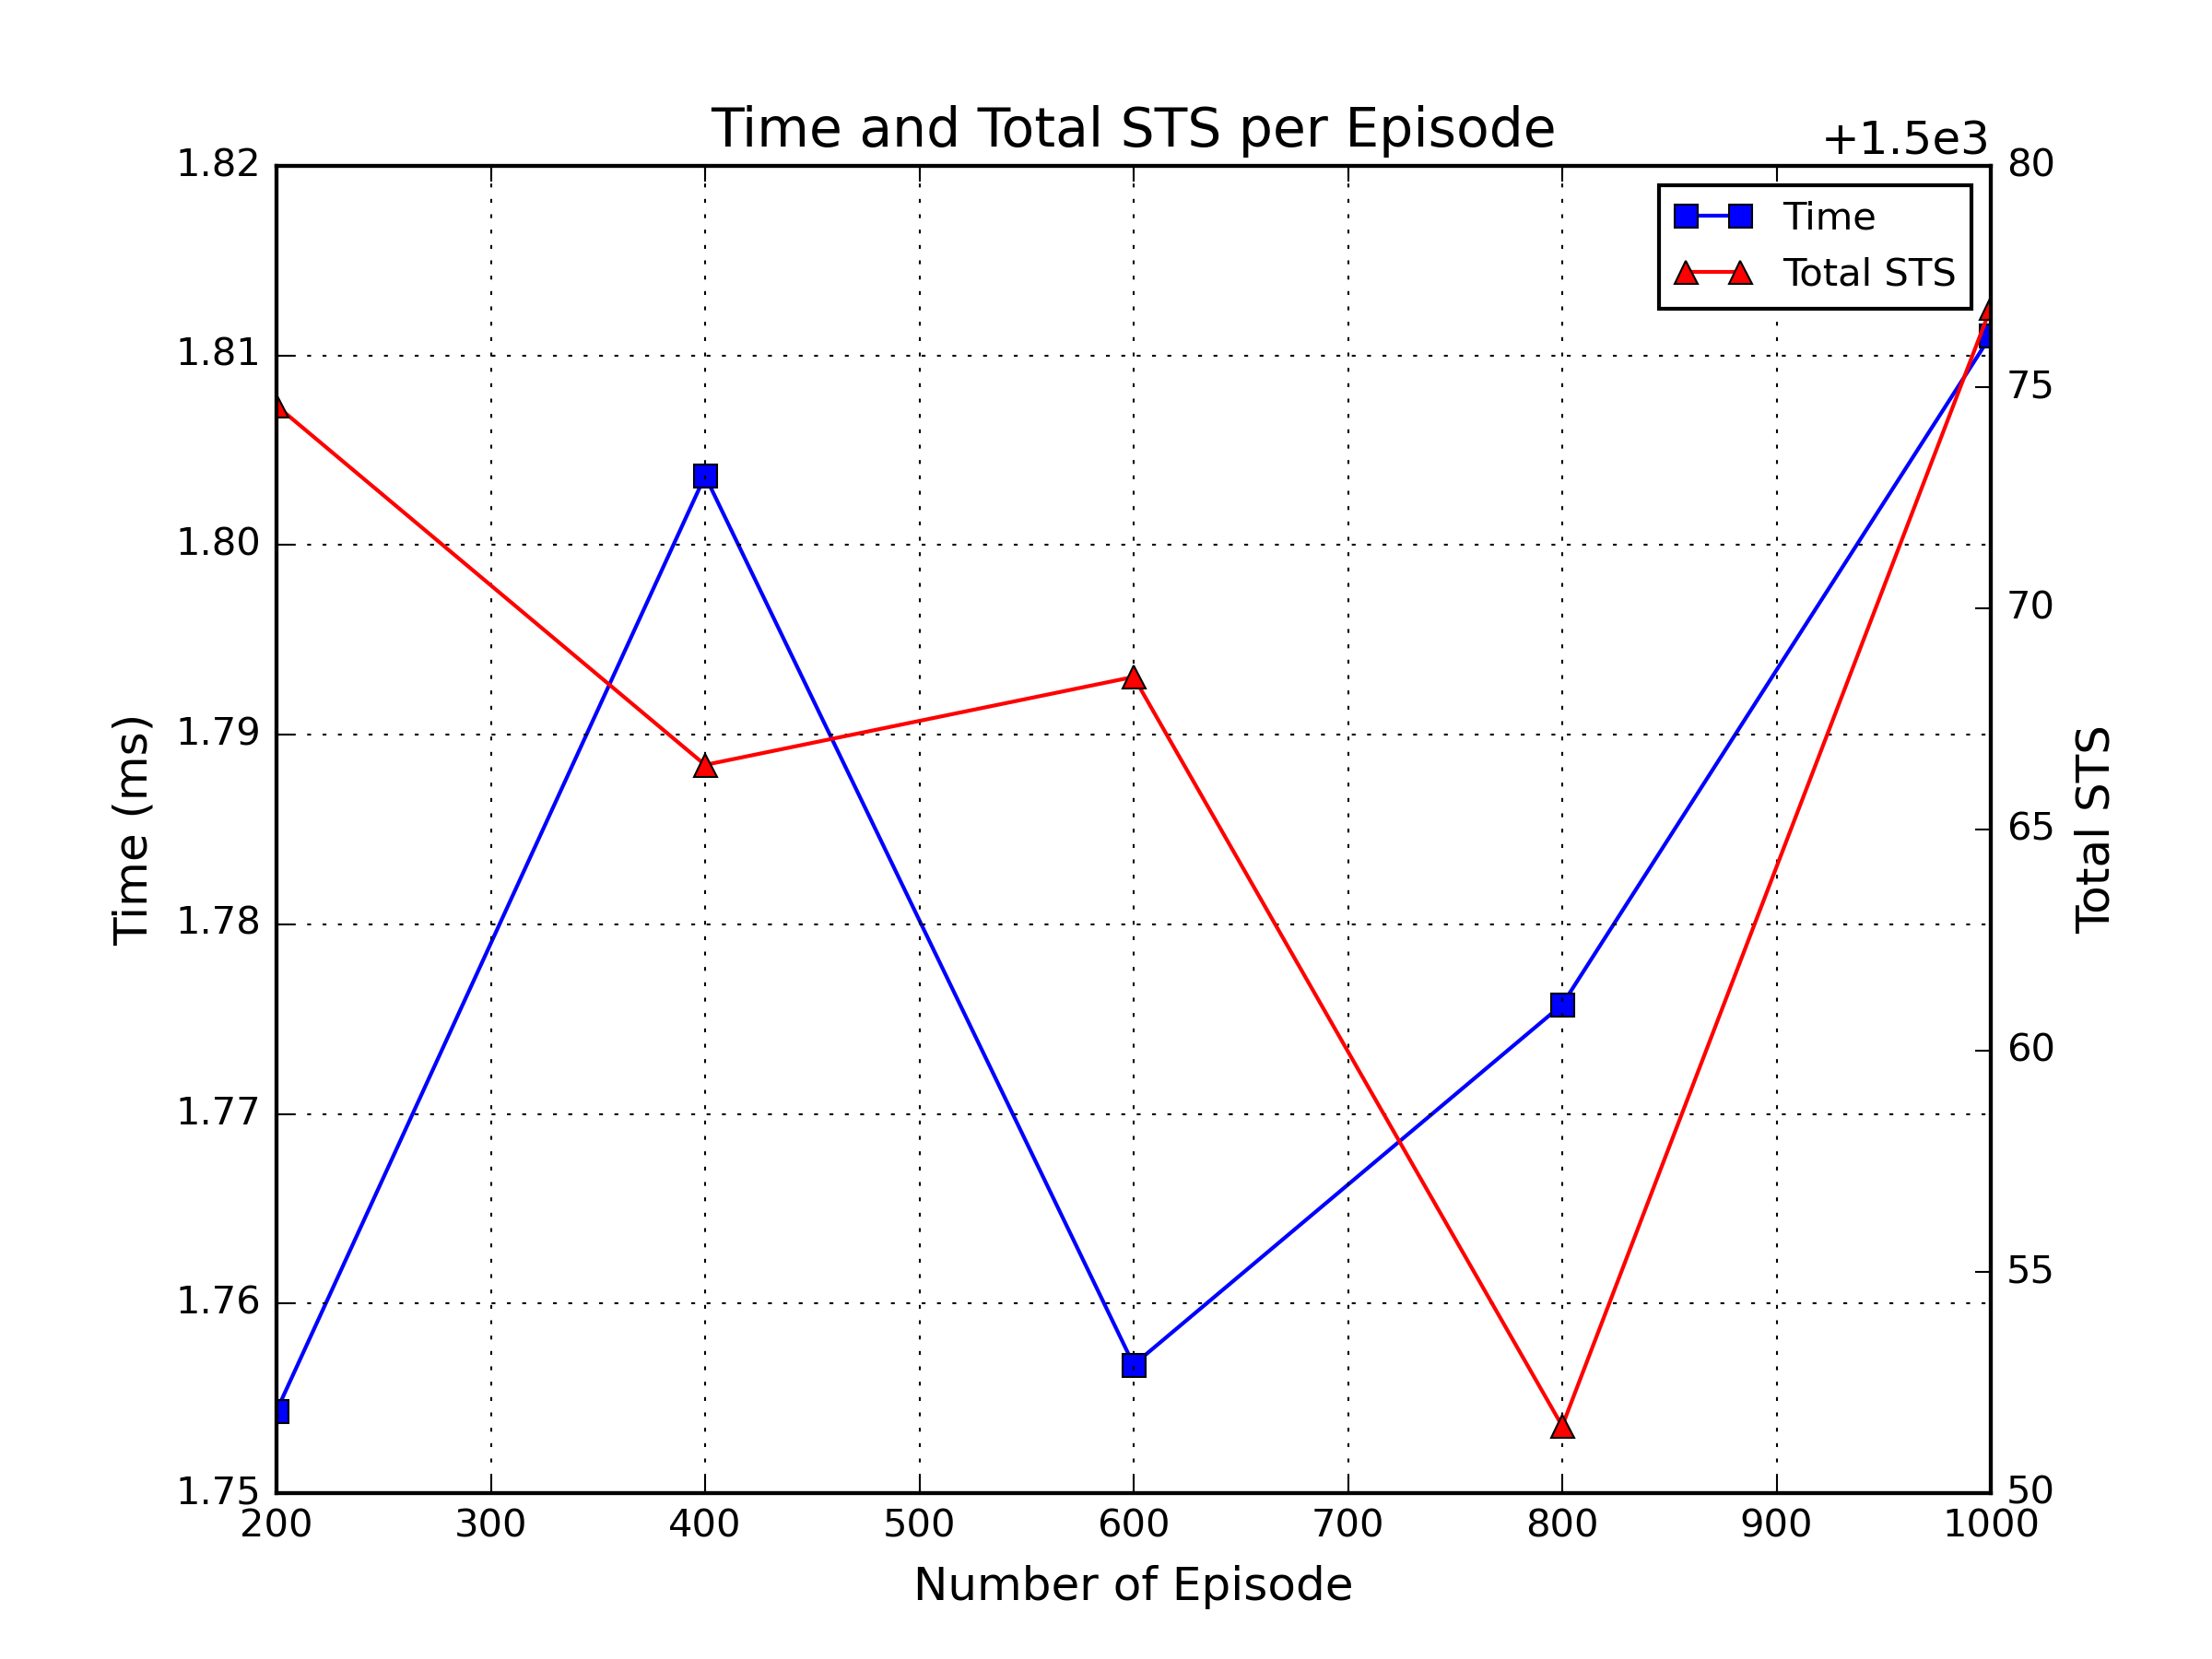 Time and Total STS per Episode
+1.5e3
Time
Total STS
1.82
1.81
1.80
1.79
1.78
1.77
1.76
1.75
Time (ms)
80
75
70
65
60
55
50
Total STS
200 300 400 500 600 700 800 900 1000
Number of Episode